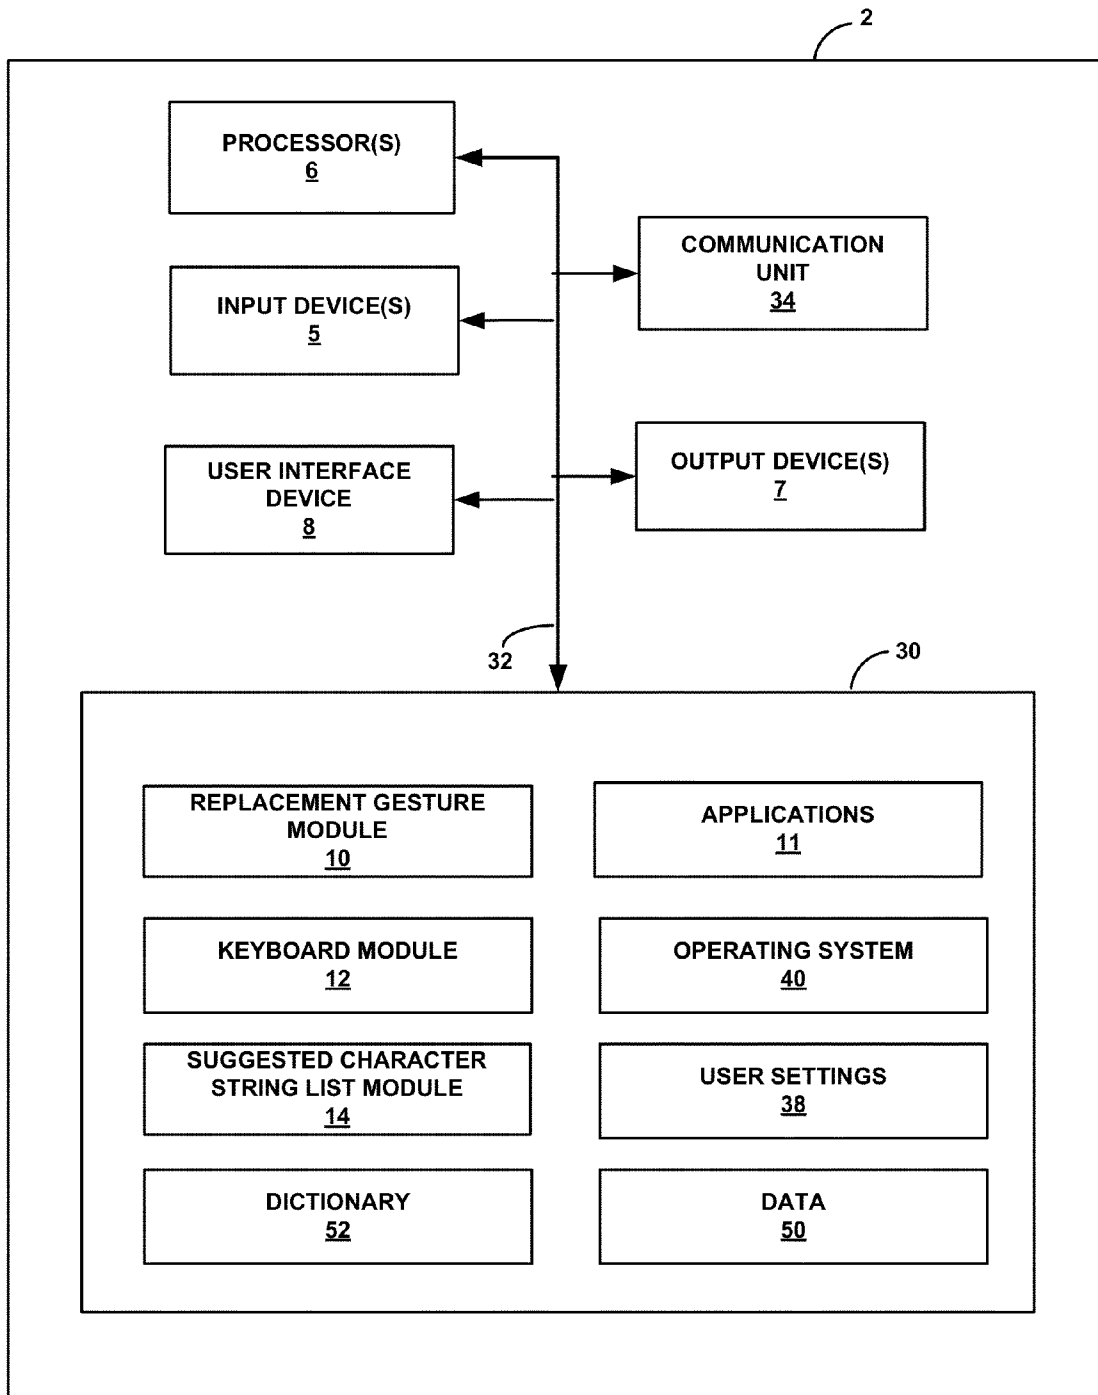 2
PROCESSOR(S)
6
COMMUNICATION
UNIT
34
INPUT DEVICE(S)
5
USER INTERFACE
DEVICE
8
OUTPUT DEVICE(S)
7
32
30
REPLACEMENT GESTURE
MODULE
10
APPLICATIONS
11
KEYBOARD MODULE
12
OPERATING SYSTEM
40
SUGGESTED CHARACTER
STRING LIST MODULE
14
USER SETTINGS
38
DICTIONARY
52
DATA
50